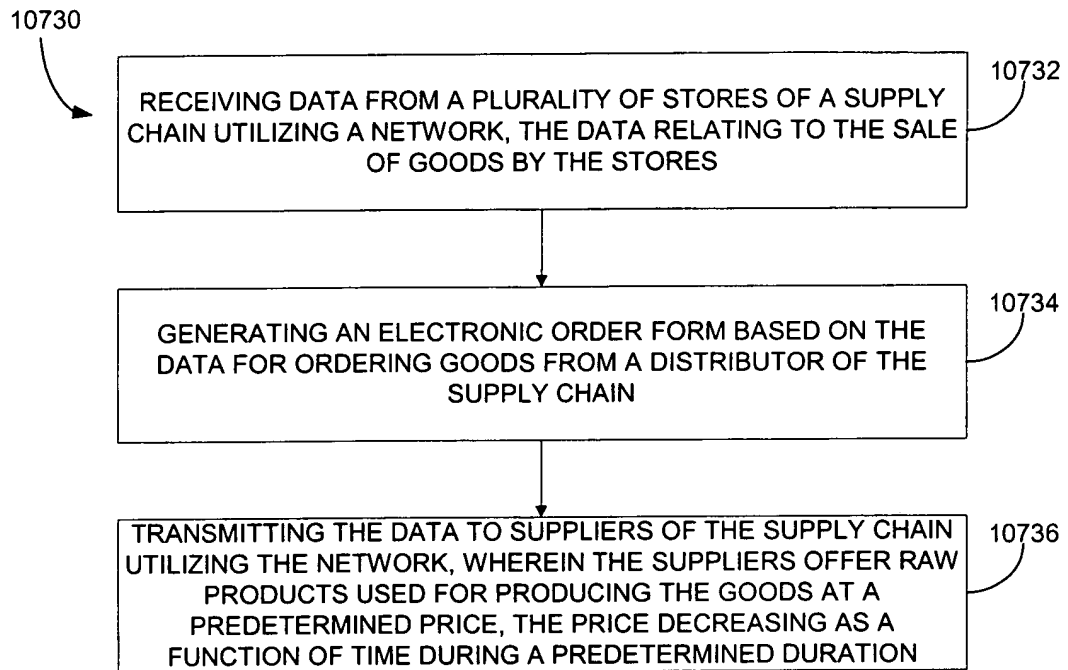 10730
10732
RECEIVING DATA FROM A PLURALITY OF STORES OF A SUPPLY
CHAIN UTILIZING A NETWORK, THE DATA RELATING TO THE SALE
OF GOODS BY THE STORES
10734
GENERATING AN ELECTRONIC ORDER FORM BASED ON THE
DATA FOR ORDERING GOODS FROM A DISTRIBUTOR OF THE
SUPPLY CHAIN
10736
TRANSMITTING THE DATA TO SUPPLIERS OF THE SUPPLY CHAIN
UTILIZING THE NETWORK, WHEREIN THE SUPPLIERS OFFER RAW
PRODUCTS USED FOR PRODUCING THE GOODS AT A
PREDETERMINED PRICE, THE PRICE DECREASING AS A
FUNCTION OF TIME DURING A PREDETERMINED DURATION